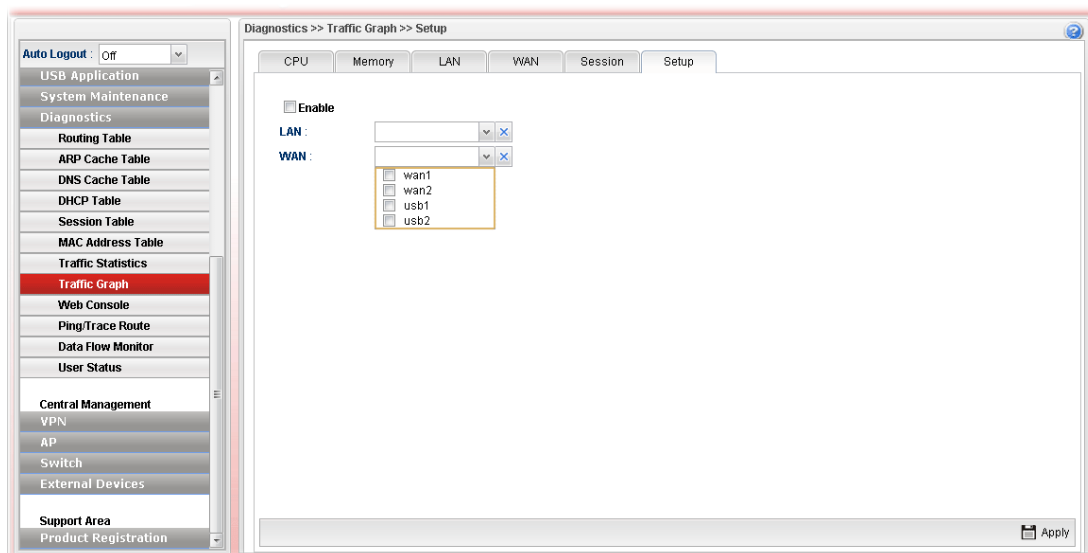 Diagnostics >> Traffic Graph >> Setup
Auto Logout : Off
USB Application
System Maintenance
Diagnostics
Routing Table
ARP Cache Table
DNS Cache Table
DHCP Table
Session Table
MAC Address Table
Traffic Statistics
Traffic Graph
Web Console
Ping/Trace Route
Data Flow Monitor
User Status
Central Management
VPN
AP
Switch
External Devices
Support Area
Product Registration
CPU Memory LAN WAN Session Setup
Enable
LAN :
WAN :
wan1
wan2
usb1
usb2
Apply